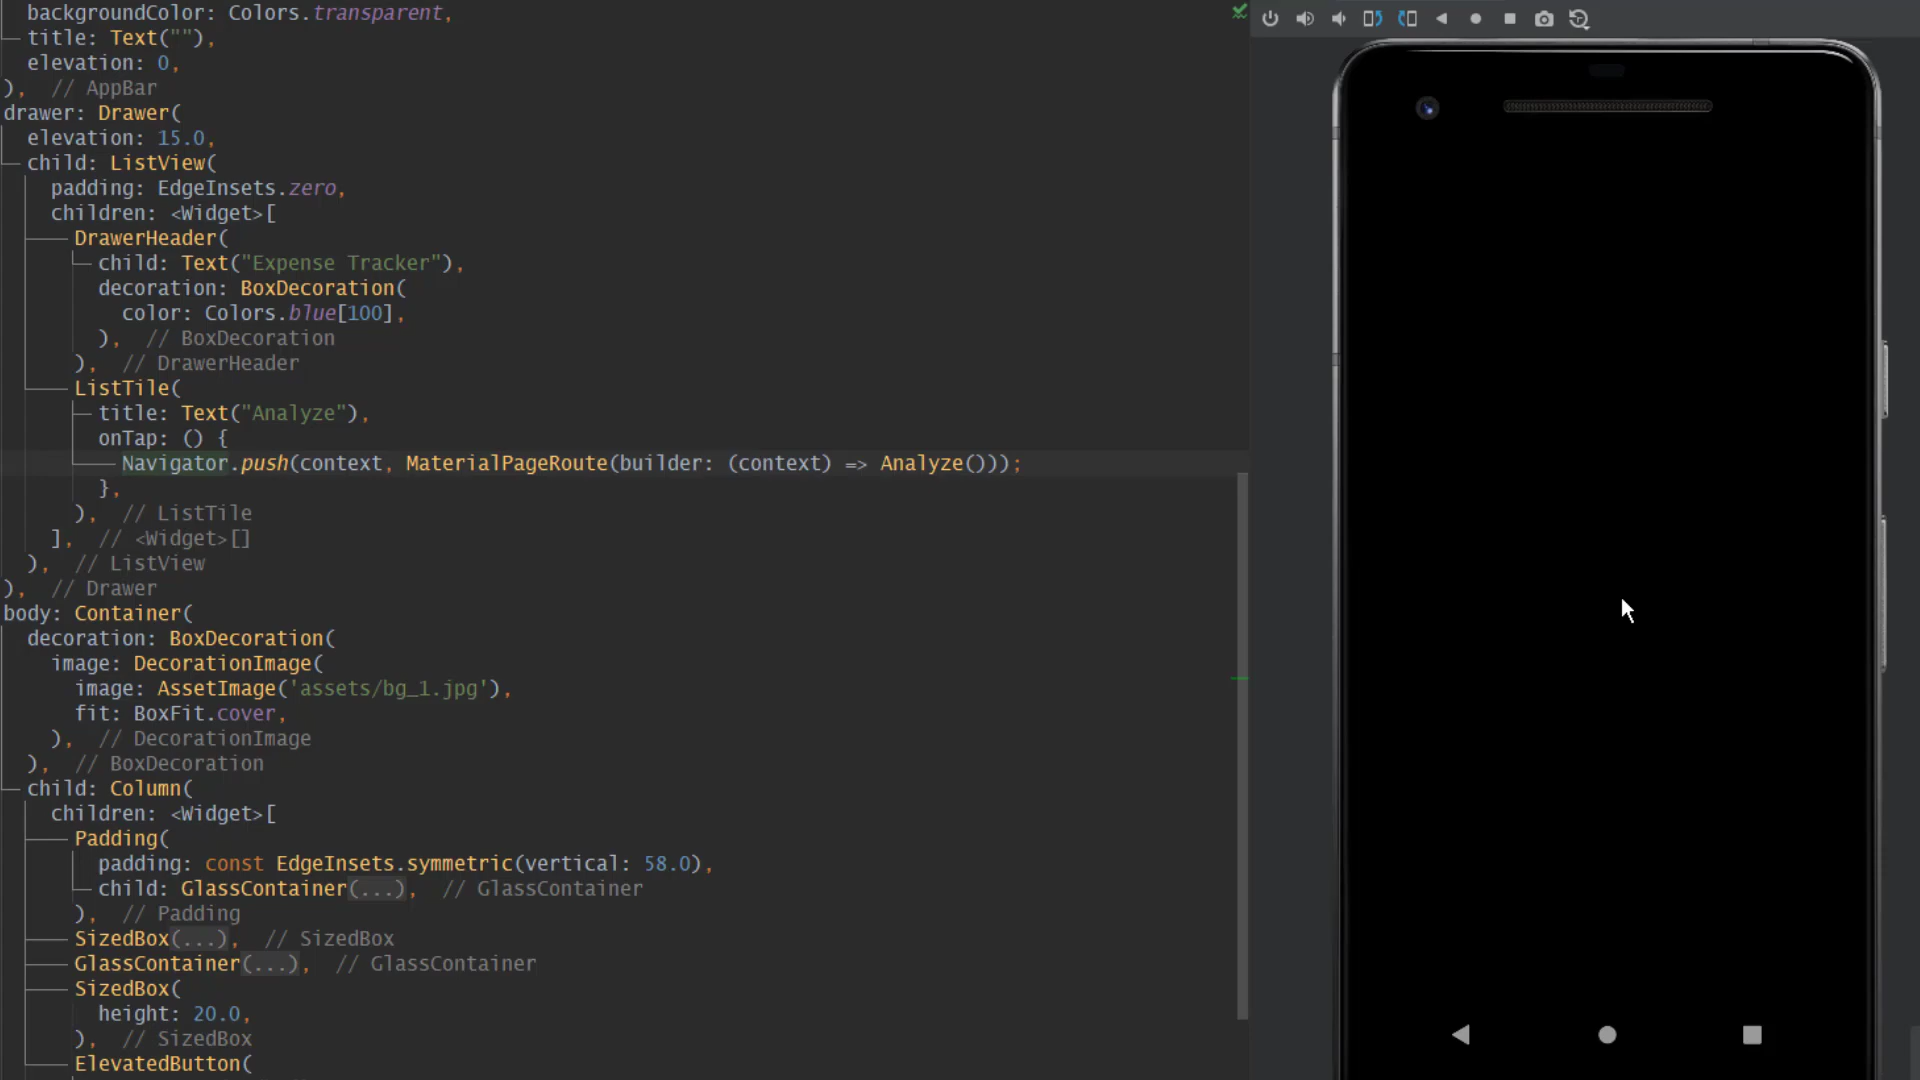 backgroundColor: Colors.transparent,
title: Text(""),
elevation: 0,
),  // AppBar
drawer: Drawer(
elevation: 15.0,
child: ListView(
padding: EdgeInsets.zero,
children: <Widget>[
DrawerHeader(
child: Text("Expense Tracker"),
decoration: BoxDecoration(
color: Colors.blue[100],
),  // BoxDecoration
),  // DrawerHeader
ListTile(
title: Text("Analyze"),
onTap: () {
Navigator.push(context, MaterialPageRoute(builder: (context) => Analyze()));
},
),  // ListTile
],  // <Widget>[]
),  // ListView
),  // Drawer
body: Container(
decoration: BoxDecoration(
image: DecorationImage(
image: AssetImage('assets/bg_1.jpg'),
fit: BoxFit.cover,
),  // DecorationImage
),  // BoxDecoration
child: Column(
children: <Widget>[
Padding(
padding: const EdgeInsets.symmetric(vertical: 58.0),
child: GlassContainer(...),  // GlassContainer
),  // Padding
SizedBox(...),  // SizedBox
GlassContainer(...),  // GlassContainer
SizedBox(
height: 20.0,
),  // SizedBox
ElevatedButton(